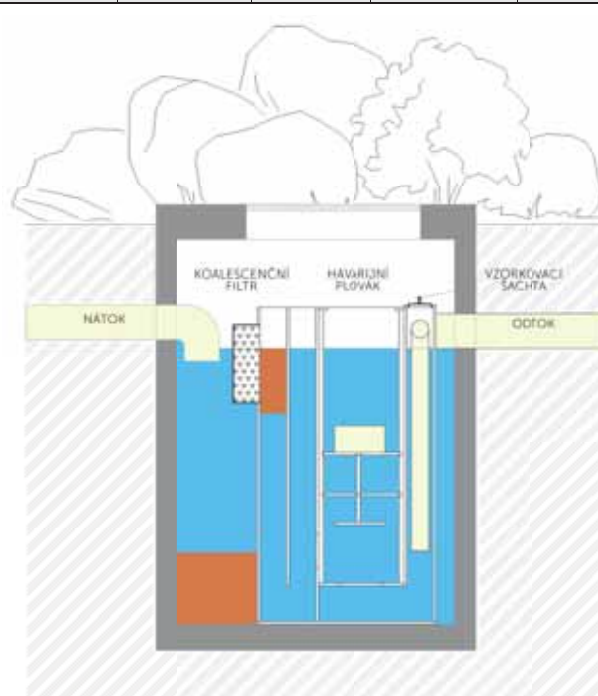 KOALESCENČNÍ
FILTR
HAVARIJNÍ
PLOVÁK
VZORKOVACÍ
ŠACHTA
NÁTOK
ODTOK